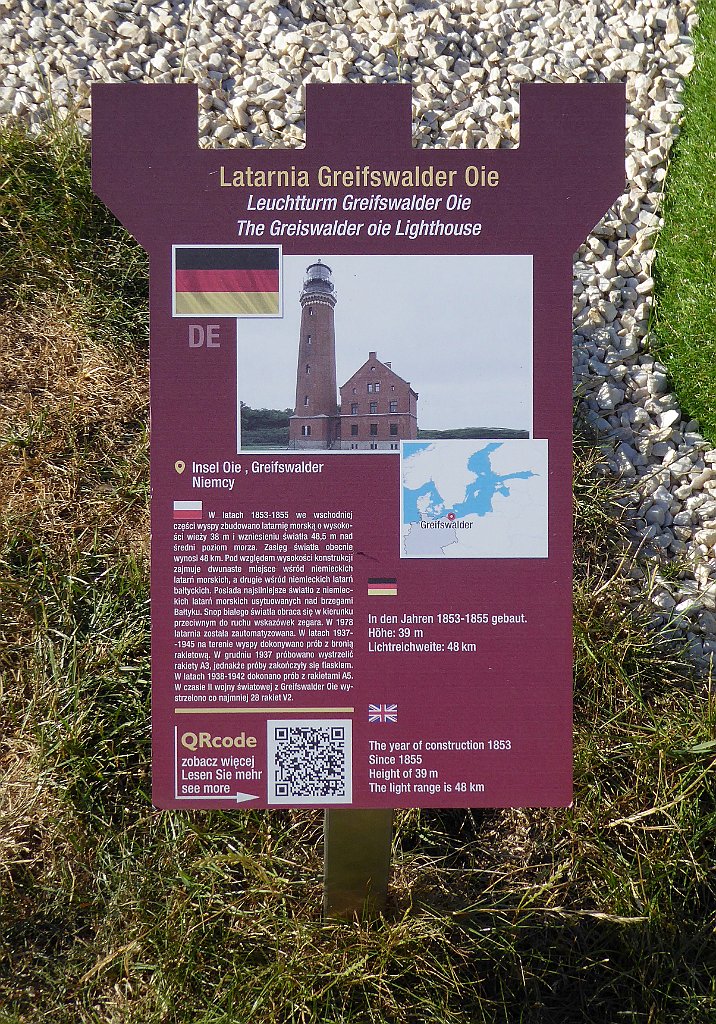 Latarnia Greifswalder Oie
Leuchtturm Greifswalder Oie
The Greiswalder oie Lighthouse
DE
Insel Oie , Greifswalder
Niemcy
Greifswalder
W latach 1853-1855 we wschodniej
części wyspy zbudowano latarnię morską o wysoko-
ści wieży 38 m i wzniesieniu światła 48,5 m nad
średni poziom morza. Zasięg światła obecnie
wynosi 48 km. Pod względem wysokości konstrukcji
zajmuje dwunaste miejsce wśród niemieckich
latarń morskich, a drugie wśród niemieckich latarń
bałtyckich. Posiada najsilniejsze światło z niemiec-
kich latarń morskich usytuowanych nad brzegami
Bałtyku. Snop białego światła obraca się w kierunku
przeciwnym do ruchu wskazówek zegara. W 1978
latarnia została zautomatyzowana. W latach 1937-
-1945 na terenie wyspy dokonywano prób z bronią
rakietową. W grudniu 1937 próbowano wystrzelić
rakiety A3, jednakże próby zakończyły się fiaskiem.
W latach 1938-1942 dokonano prób z rakietami A5.
W czasie II wojny światowej z Greifswalder Oie wy-
strzelono co najmniej 28 rakiet V2.
In den Jahren 1853-1855 gebaut.
Höhe: 39 m
Lichtreichweite: 48 km
QRcode
zobacz więcej
Lesen Sie mehr
see more
The year of construction 1853
Since 1855
Height of 39 m
The light range is 48 km